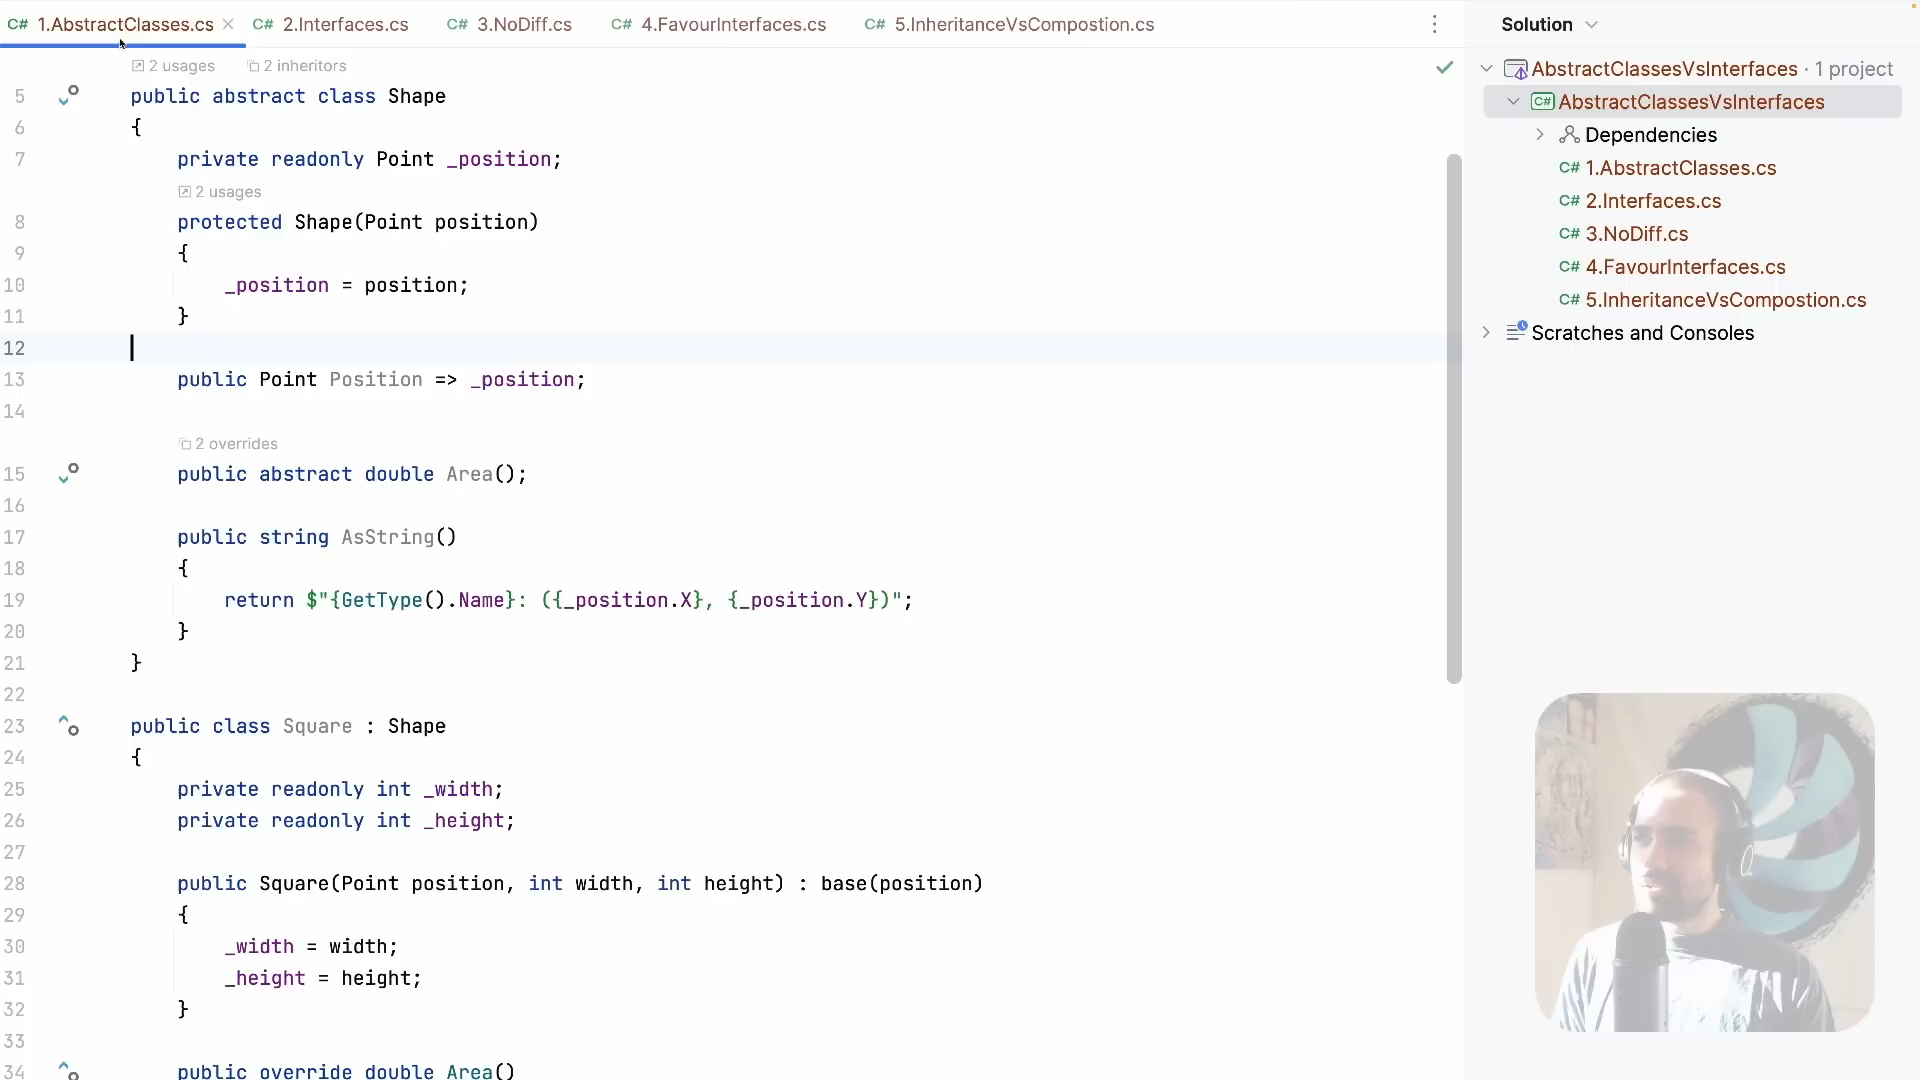 C# 1.AbstractClasses.cs
C# 2.Interfaces.cs
C# 3.NoDiff.cs
C# 4.FavourInterfaces.cs
C# 5.InheritanceVsCompostion.cs
2 usages 2 inheritors
5 public abstract class Shape
6 {
7 private readonly Point _position;
2 usages
8 protected Shape(Point position)
9 {
10 _position = position;
11 }
12
13 public Point Position => _position;
14
2 overrides
15 public abstract double Area();
16
17 public string AsString()
18 {
19 return $"{GetType().Name}: ({_position.X}, {_position.Y})";
20 }
21 }
22
23 public class Square : Shape
24 {
25 private readonly int _width;
26 private readonly int _height;
27
28 public Square(Point position, int width, int height) : base(position)
29 {
30 _width = width;
31 _height = height;
32 }
33
34 public override double Area()
Solution
AbstractClassesVsInterfaces · 1 project
C# AbstractClassesVsInterfaces
Dependencies
C# 1.AbstractClasses.cs
C# 2.Interfaces.cs
C# 3.NoDiff.cs
C# 4.FavourInterfaces.cs
C# 5.InheritanceVsCompostion.cs
Scratches and Consoles